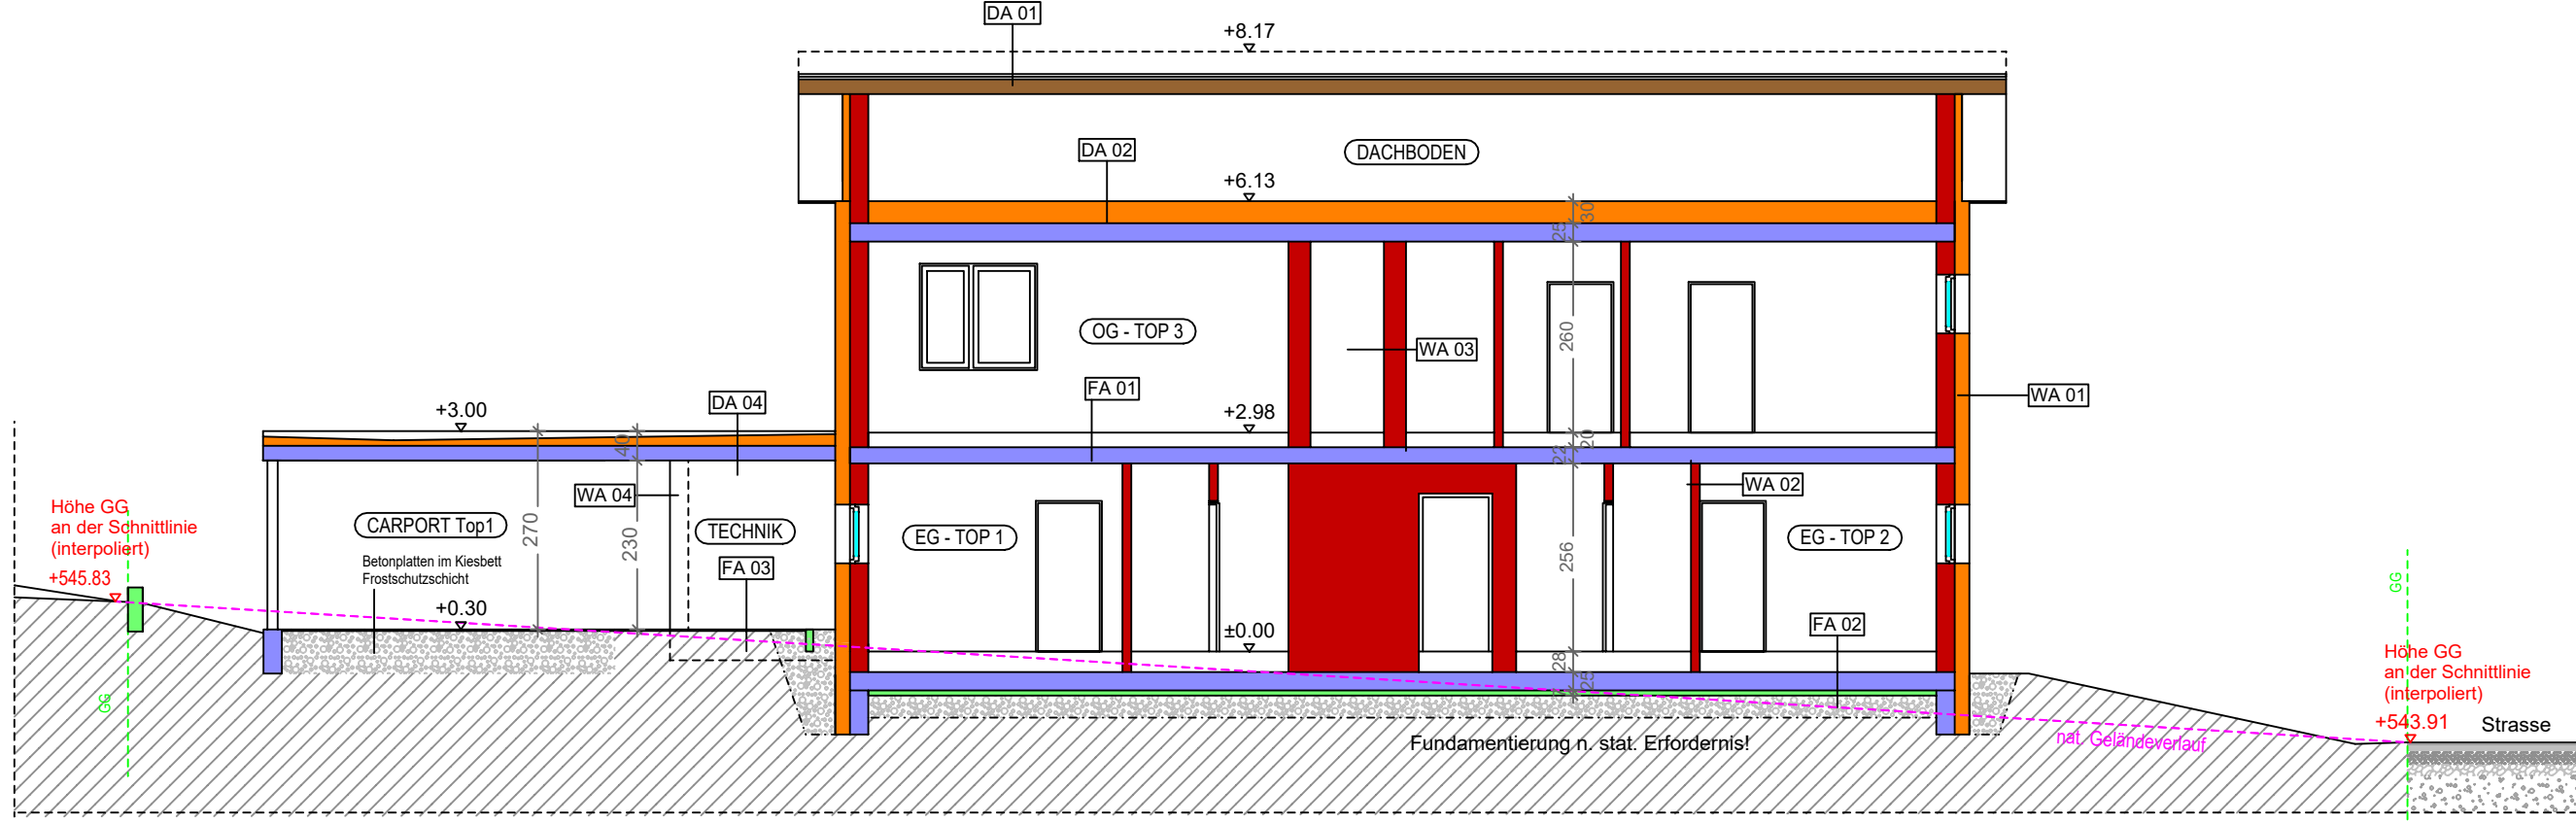 DA 01
+8.17
DA 02
DACHBODEN
+6.13
30
25
OG - TOP 3
260
WA 03
FA 01
WA 01
DA 04
+3.00
+2.98
40
20
22
WA 04
WA 02
Höhe GG
an der Schnittlinie
(interpoliert)
+545.83
CARPORT Top1
270
230
TECHNIK
EG - TOP 1
256
EG - TOP 2
Betonplatten im Kiesbett
Frostschutzschicht
FA 03
+0.30
±0.00
FA 02
GG
GG
28
25
Höhe GG
an der Schnittlinie
(interpoliert)
+543.91
Strasse
Fundamentierung n. stat. Erfordernis!
nat. Geländeverlauf